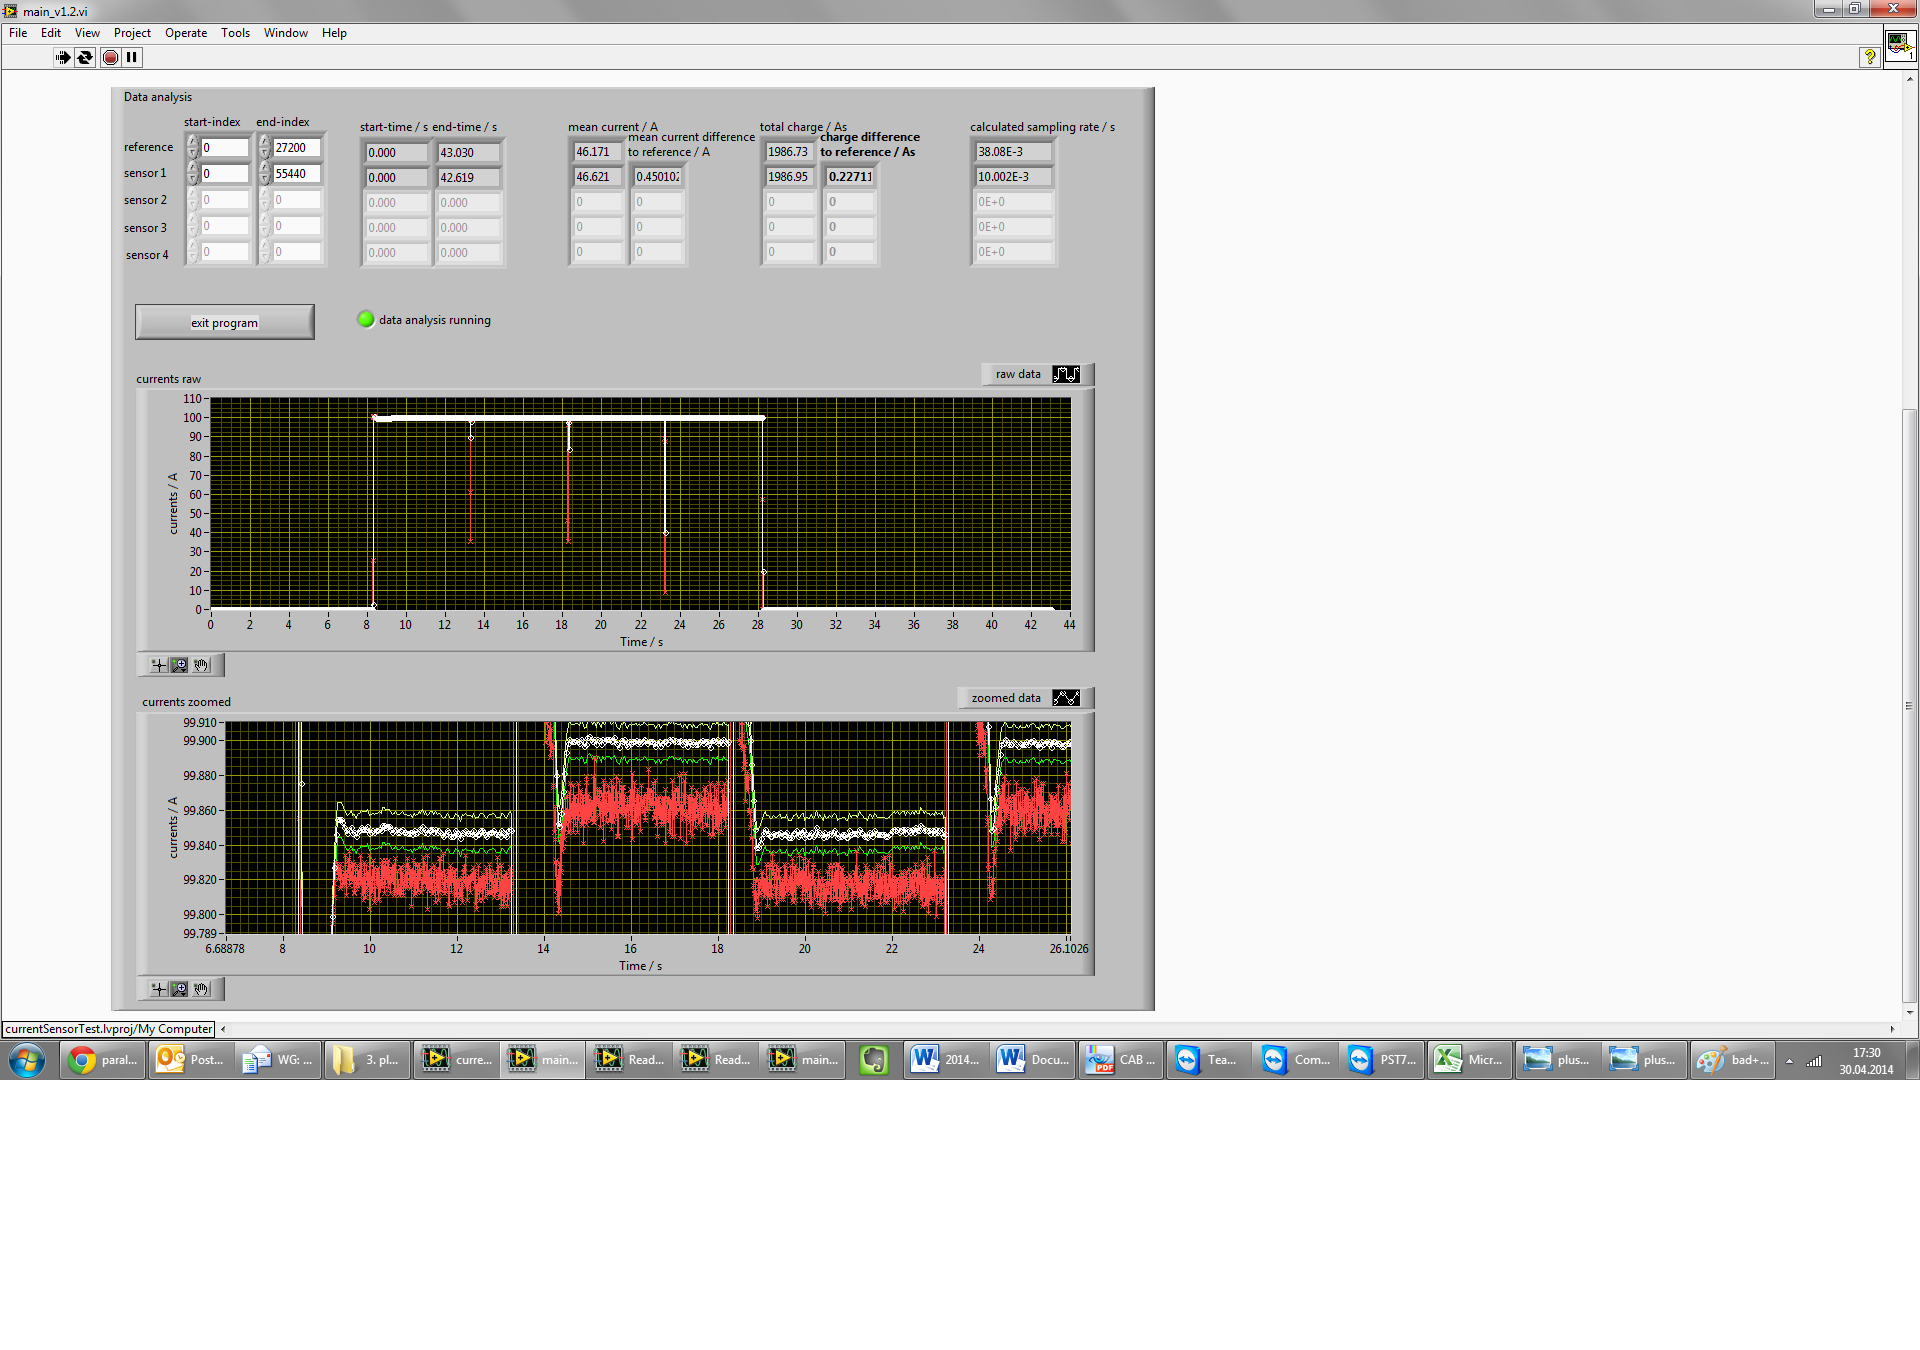 main_v1.2.vi
File Edit View Project Operate Tools Window Help
Data analysis
start-index end-index
start-time / s end-time / s
mean current / A
mean current difference
to reference / A
total charge / As
charge difference
to reference / As
calculated sampling rate / s
reference 0 27200 0.000 43.030 46.171 1986.73 38.08E-3
sensor 1 0 55440 0.000 42.619 46.621 0.450102 1986.95 0.22711 10.002E-3
sensor 2 0 0 0.000 0.000 0 0 0 0 0E+0
sensor 3 0 0 0.000 0.000 0 0 0 0 0E+0
sensor 4 0 0 0.000 0.000 0 0 0 0 0E+0
exit program
data analysis running
currents raw
raw data
currents / A
110
100
90
80
70
60
50
40
30
20
10
0
0 2 4 6 8 10 12 14 16 18 20 22 24 26 28 30 32 34 36 38 40 42 44
Time / s
currents zoomed
zoomed data
currents / A
99.910
99.900
99.880
99.860
99.840
99.820
99.800
99.789
6.68878 8 10 12 14 16 18 20 22 24 26.1026
Time / s
currentSensorTest.lvproj/My Computer
paral... Post... WG: ... 3. pl... curre... main... Read... Read... main... 2014... Docu... CAB ... Tea... Com... PST7... Micr... plus... plus... bad+...
17:30
30.04.2014